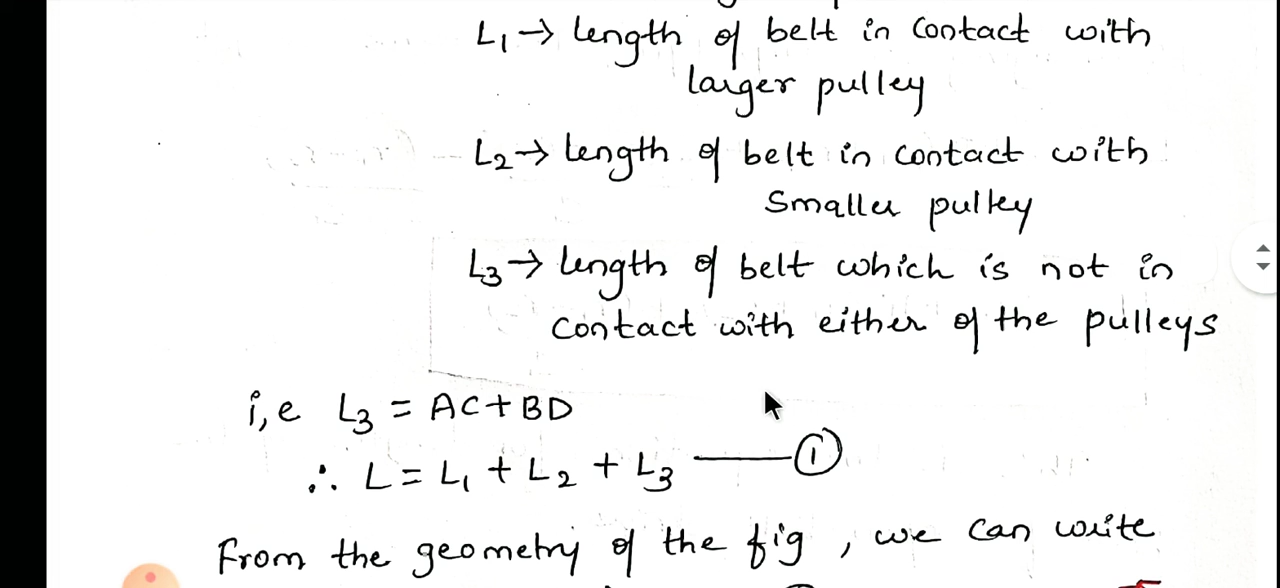 L1 → length of belt in contact with
larger pulley
L2 → length of belt in contact with
Smaller pulley
L3 → length of belt which is not in
contact with either of the pulleys
i,e L3 = AC+BD
∴ L = L1 + L2 + L3 —— ①
From the geometry of the fig , we can write